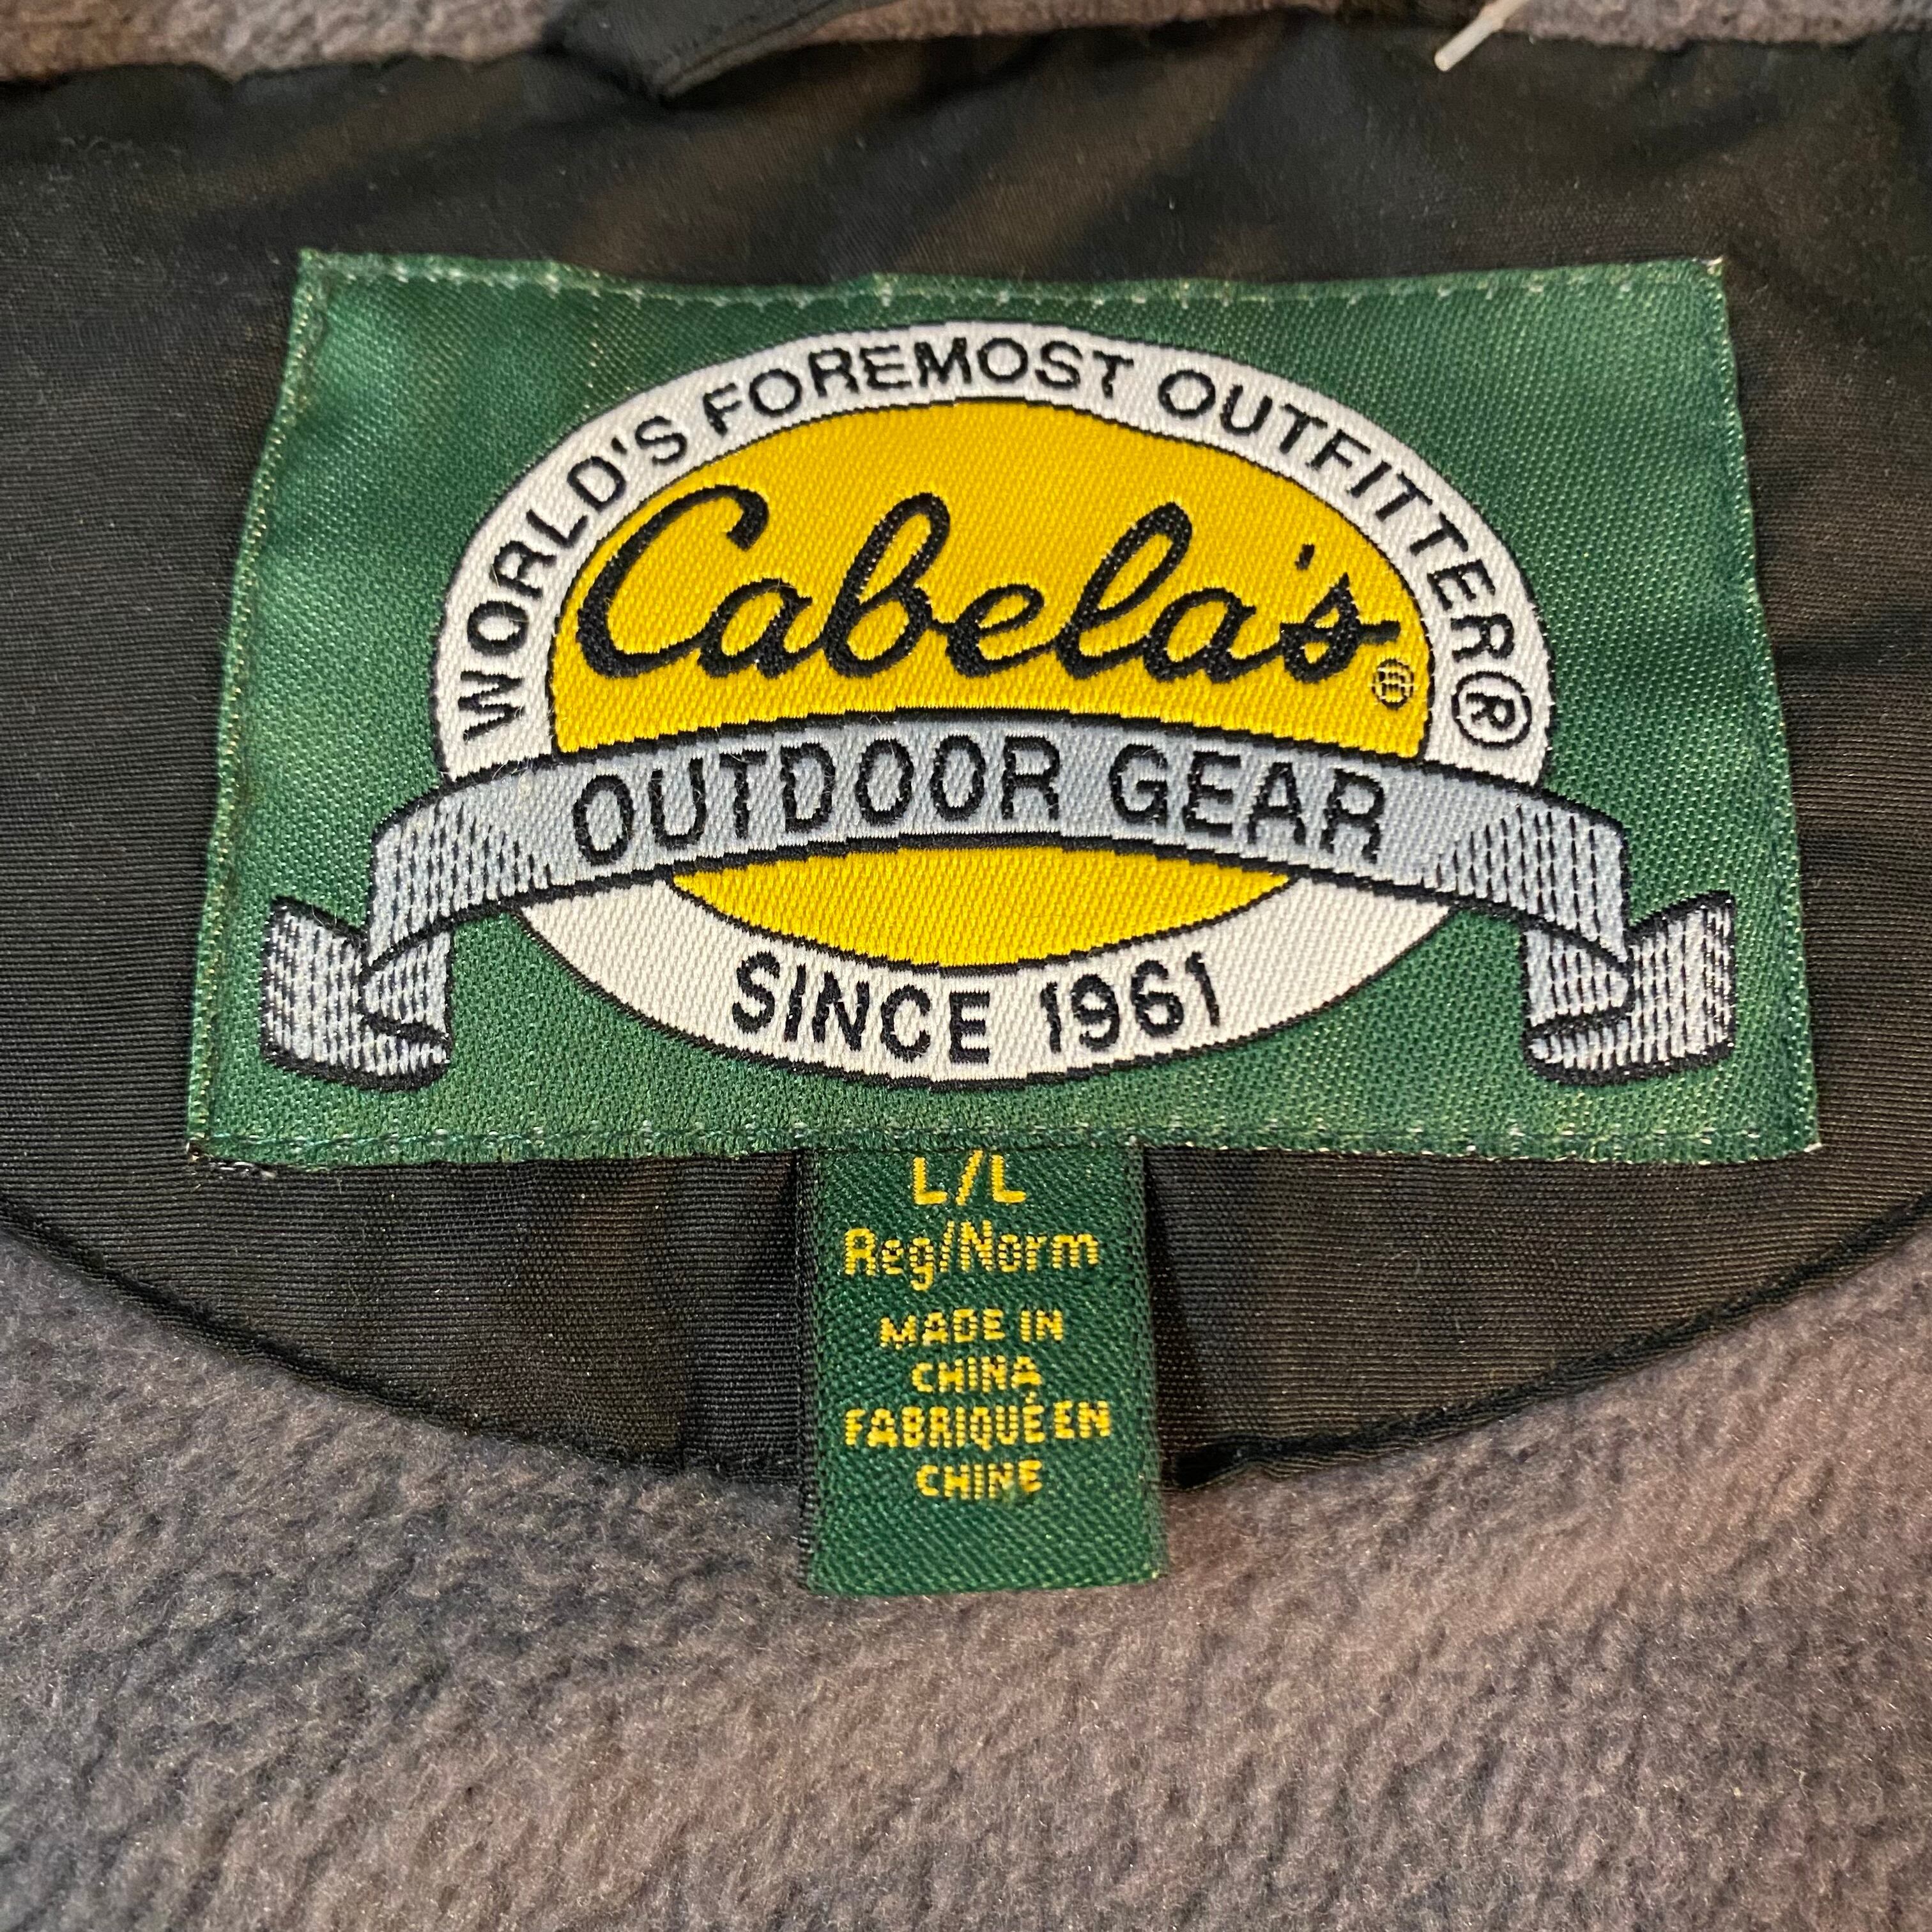 WORLD'S FOREMOST OUTFITTER®
Cabela's®
OUTDOOR GEAR
SINCE 1961
L/L
Reg/Norm
MADE IN
CHINA
FABRIQUÉ EN
CHINE